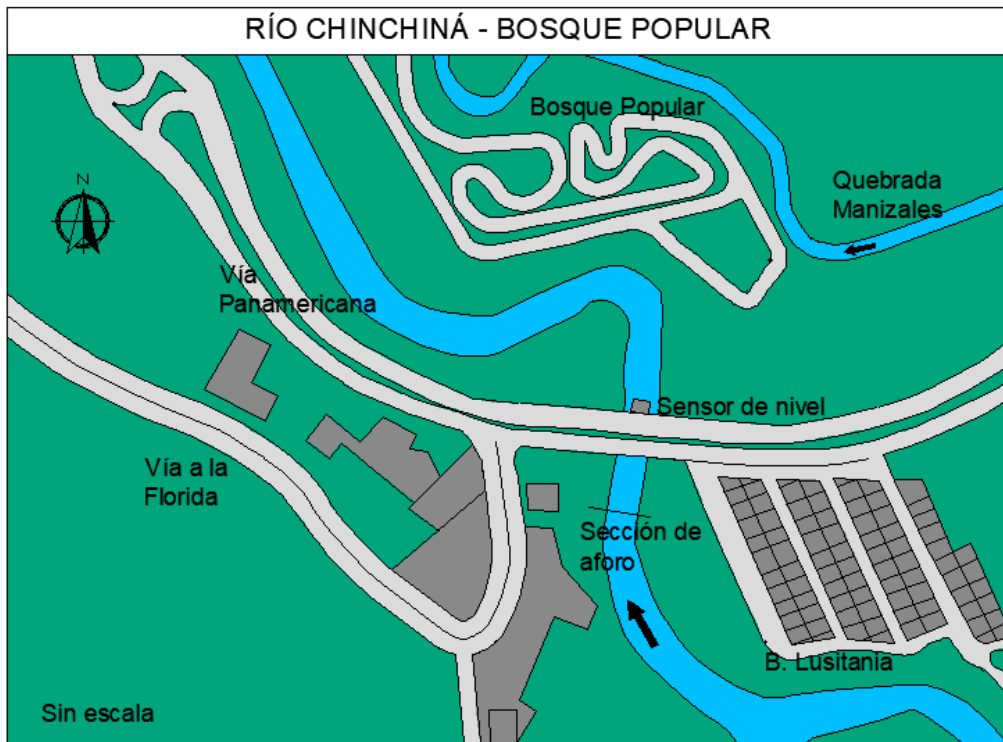 RÍO CHINCHINÁ - BOSQUE POPULAR
Bosque Popular
Quebrada
Manizales
N
Vía
Panamericana
Sensor de nivel
Vía a la
Florida
Sección de
aforo
B. Lusitania
Sin escala